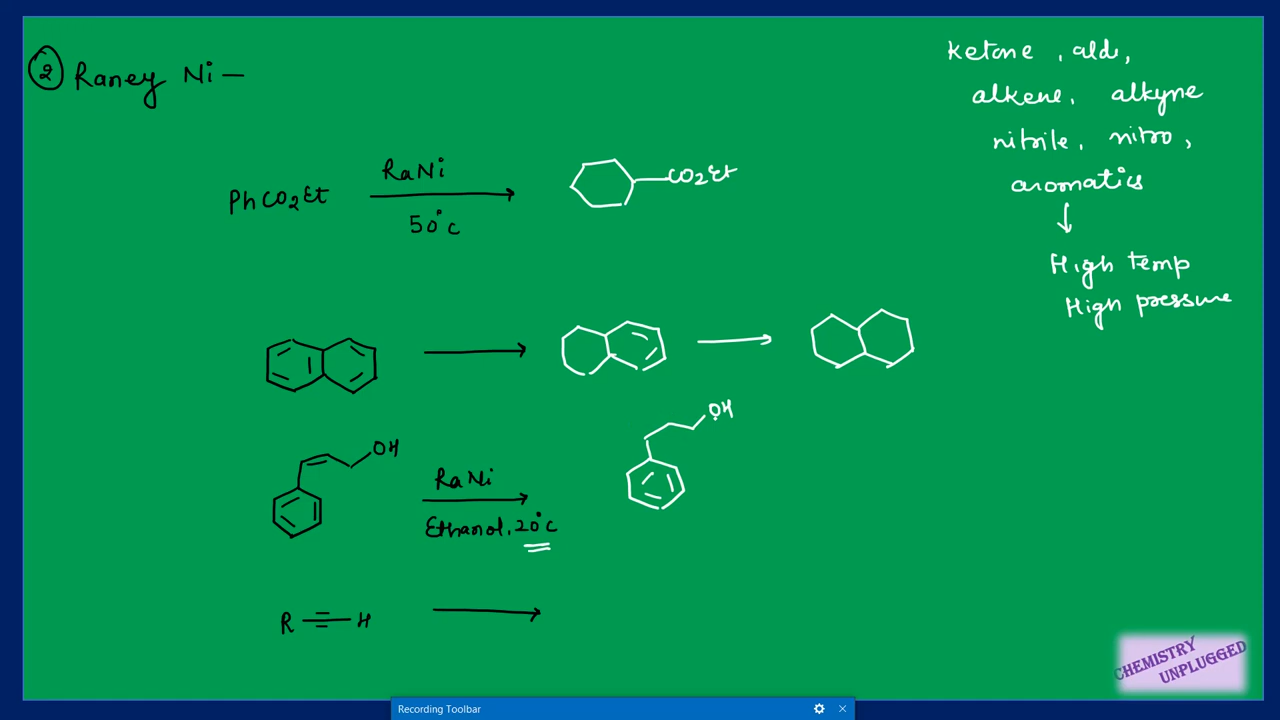 ② Raney Ni —
ketone, ald,
alkene, alkyne
nitrile, nitro,
aromatics
↓
High temp
High pressure
PhCO₂Et RaNi 50°c CO₂Et
OH RaNi Ethanol, 20°c OH
R ≡ H
CHEMISTRY
UNPLUGGED
Recording Toolbar